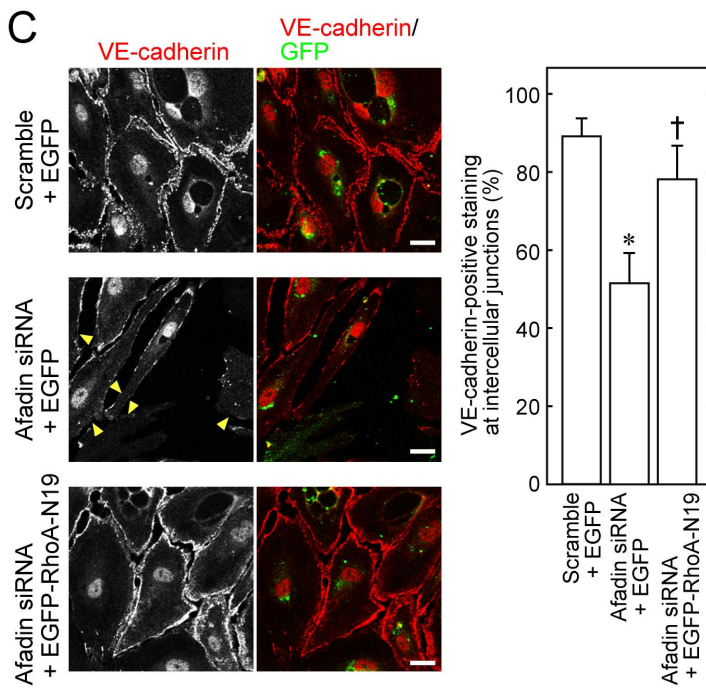 C
VE-cadherin
VE-cadherin/
GFP
Scramble
+ EGFP
Afadin siRNA
+ EGFP
Afadin siRNA
+ EGFP-RhoA-N19
VE-cadherin-positive staining
at intercellular junctions (%)
100
80
60
40
20
0
*
†
Scramble
+ EGFP
Afadin siRNA
+ EGFP
Afadin siRNA
+ EGFP-RhoA-N19